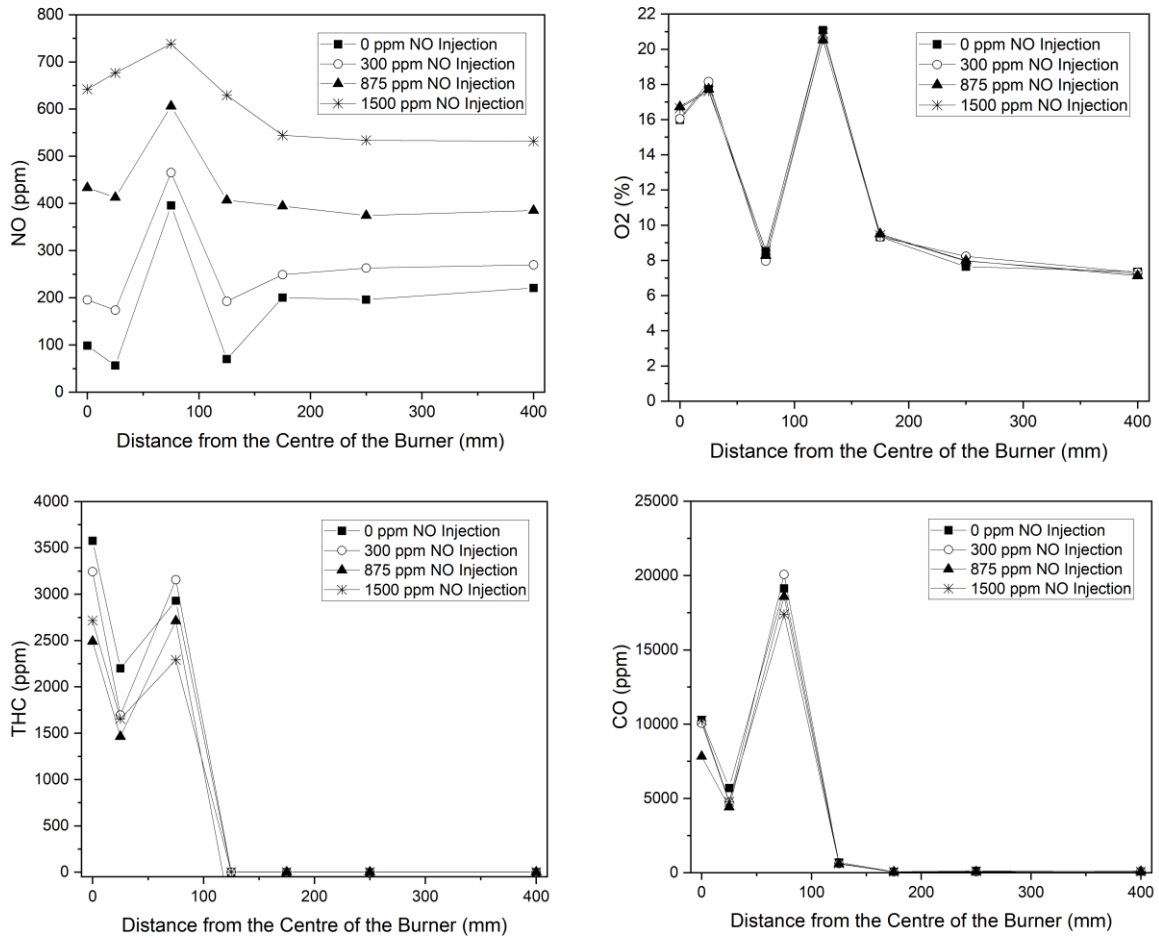 800
700
600
500
400
300
200
100
0
NO (ppm)
0 ppm NO Injection
300 ppm NO Injection
875 ppm NO Injection
1500 ppm NO Injection
0 100 200 300 400
Distance from the Centre of the Burner (mm)
22
20
18
16
14
12
10
8
6
4
2
0
O2 (%)
0 ppm NO Injection
300 ppm NO Injection
875 ppm NO Injection
1500 ppm NO Injection
0 100 200 300 400
Distance from the Centre of the Burner (mm)
4000
3500
3000
2500
2000
1500
1000
500
0
THC (ppm)
0 ppm NO Injection
300 ppm NO Injection
875 ppm NO Injection
1500 ppm NO Injection
0 100 200 300 400
Distance from the Centre of the Burner (mm)
25000
20000
15000
10000
5000
0
CO (ppm)
0 ppm NO Injection
300 ppm NO Injection
875 ppm NO Injection
1500 ppm NO Injection
0 100 200 300 400
Distance from the Centre of the Burner (mm)